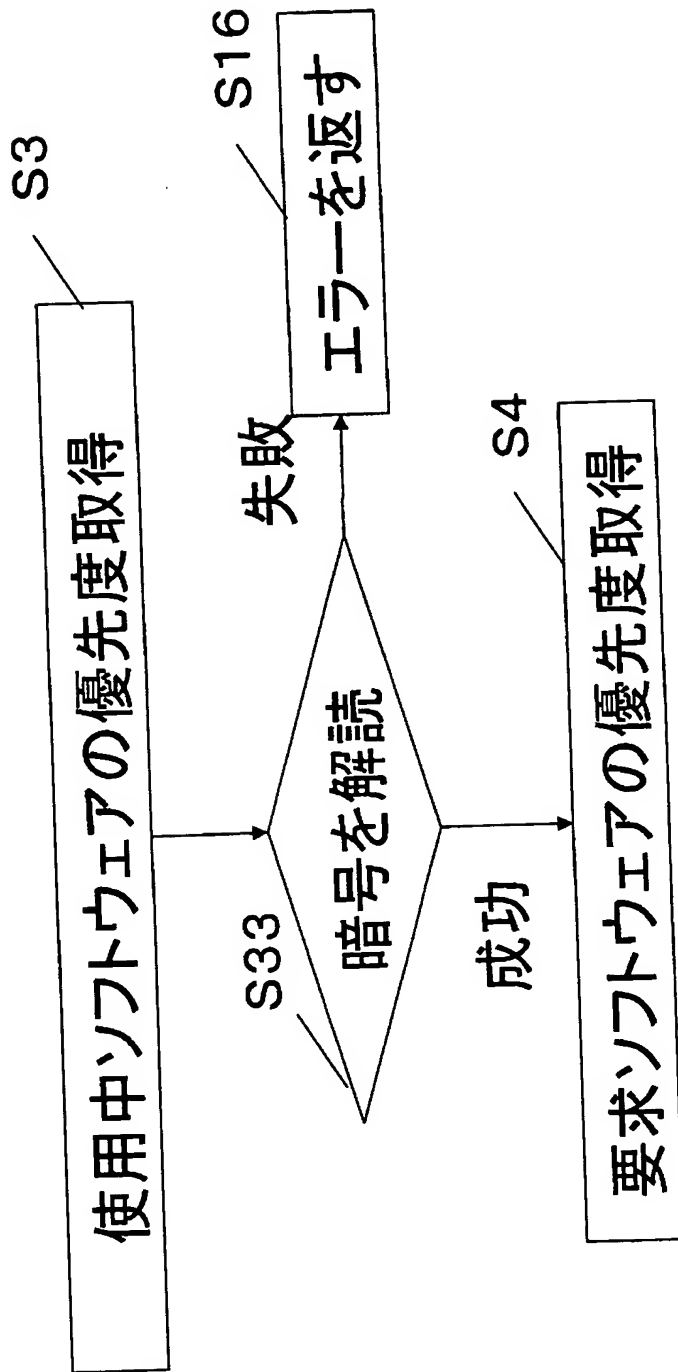 S3
使用中ソフトウェアの優先度取得
S33
暗号を解読
失敗
S16
エラーを返す
成功
S4
要求ソフトウェアの優先度取得